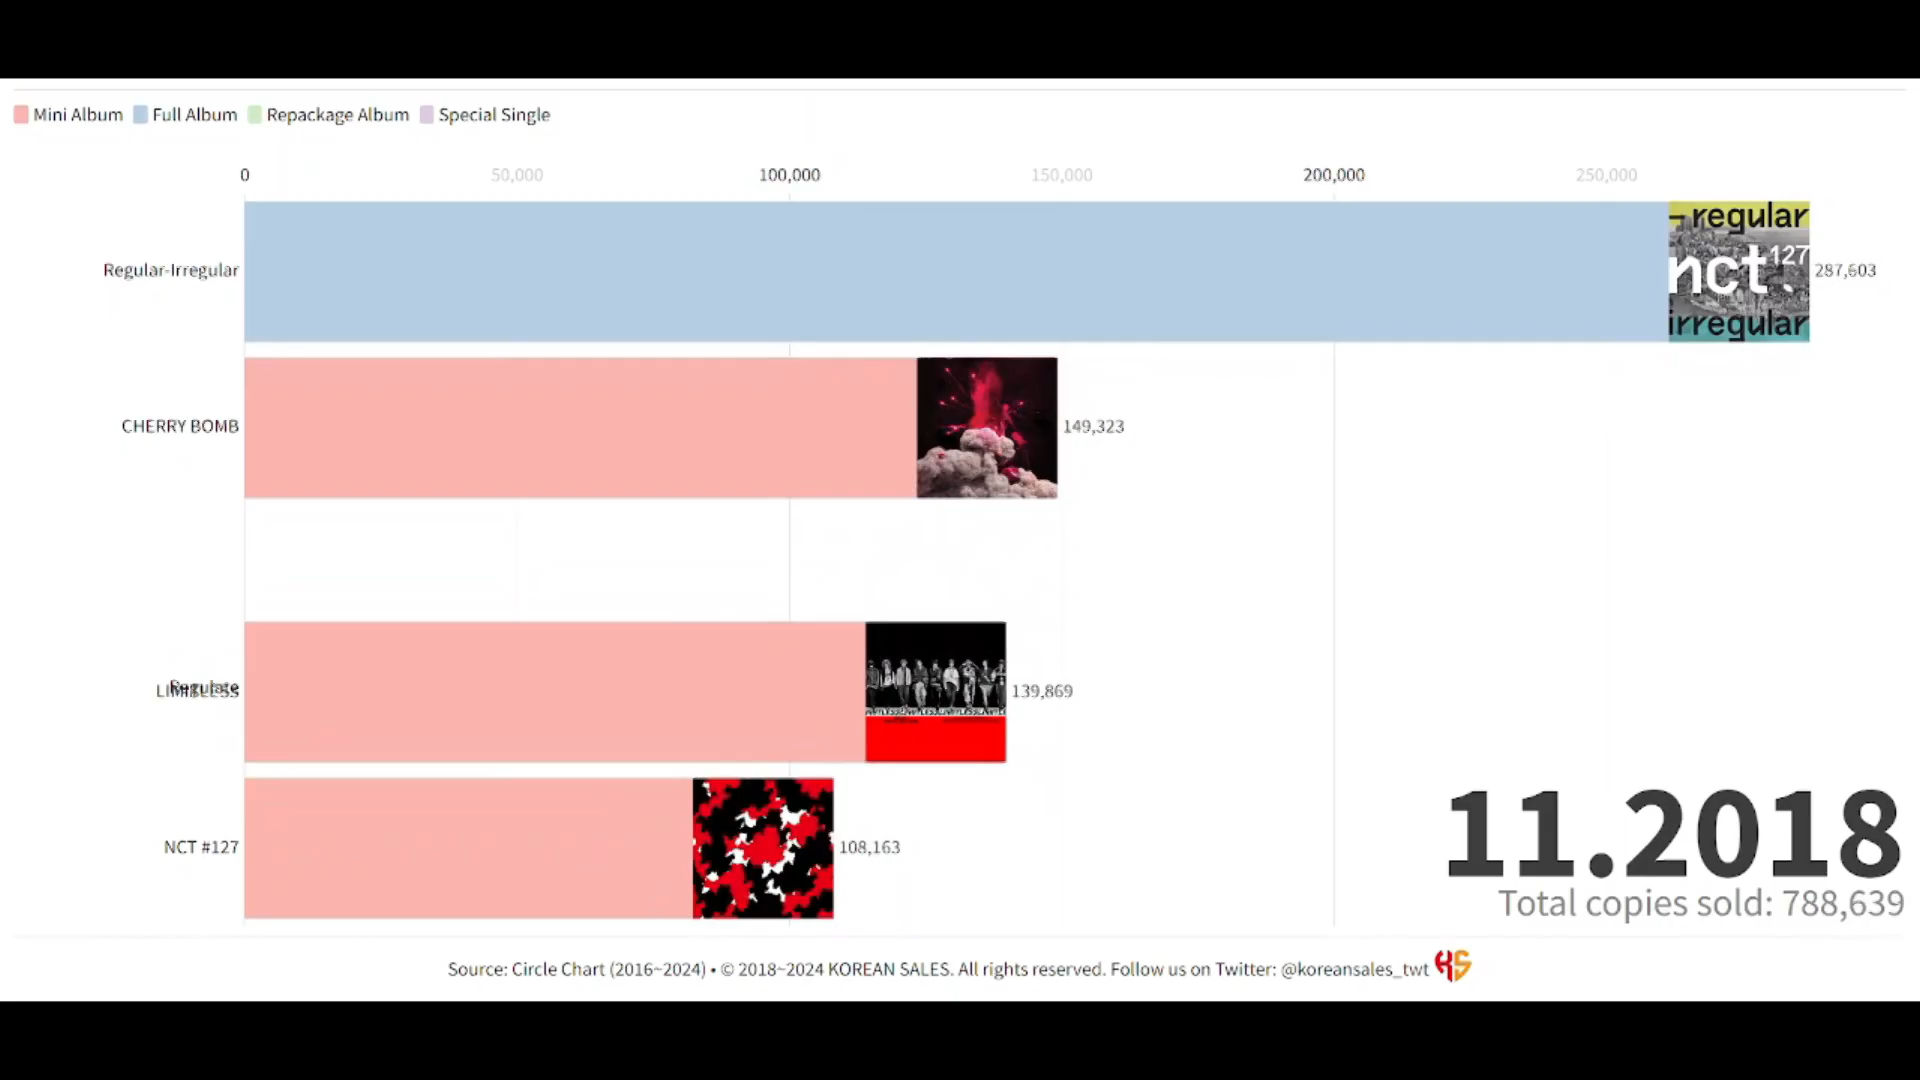 Mini Album Full Album Repackage Album Special Single
0 50,000 100,000 150,000 200,000 250,000
regular
Regular-Irregular nct 127 287,603
irregular
CHERRY BOMB 149,323
Regulate
LIMITLESS 139,869
NCT #127 108,163
11.2018
Total copies sold: 788,639
Source: Circle Chart (2016~2024) • © 2018~2024 KOREAN SALES. All rights reserved. Follow us on Twitter: @koreansales_twt KS